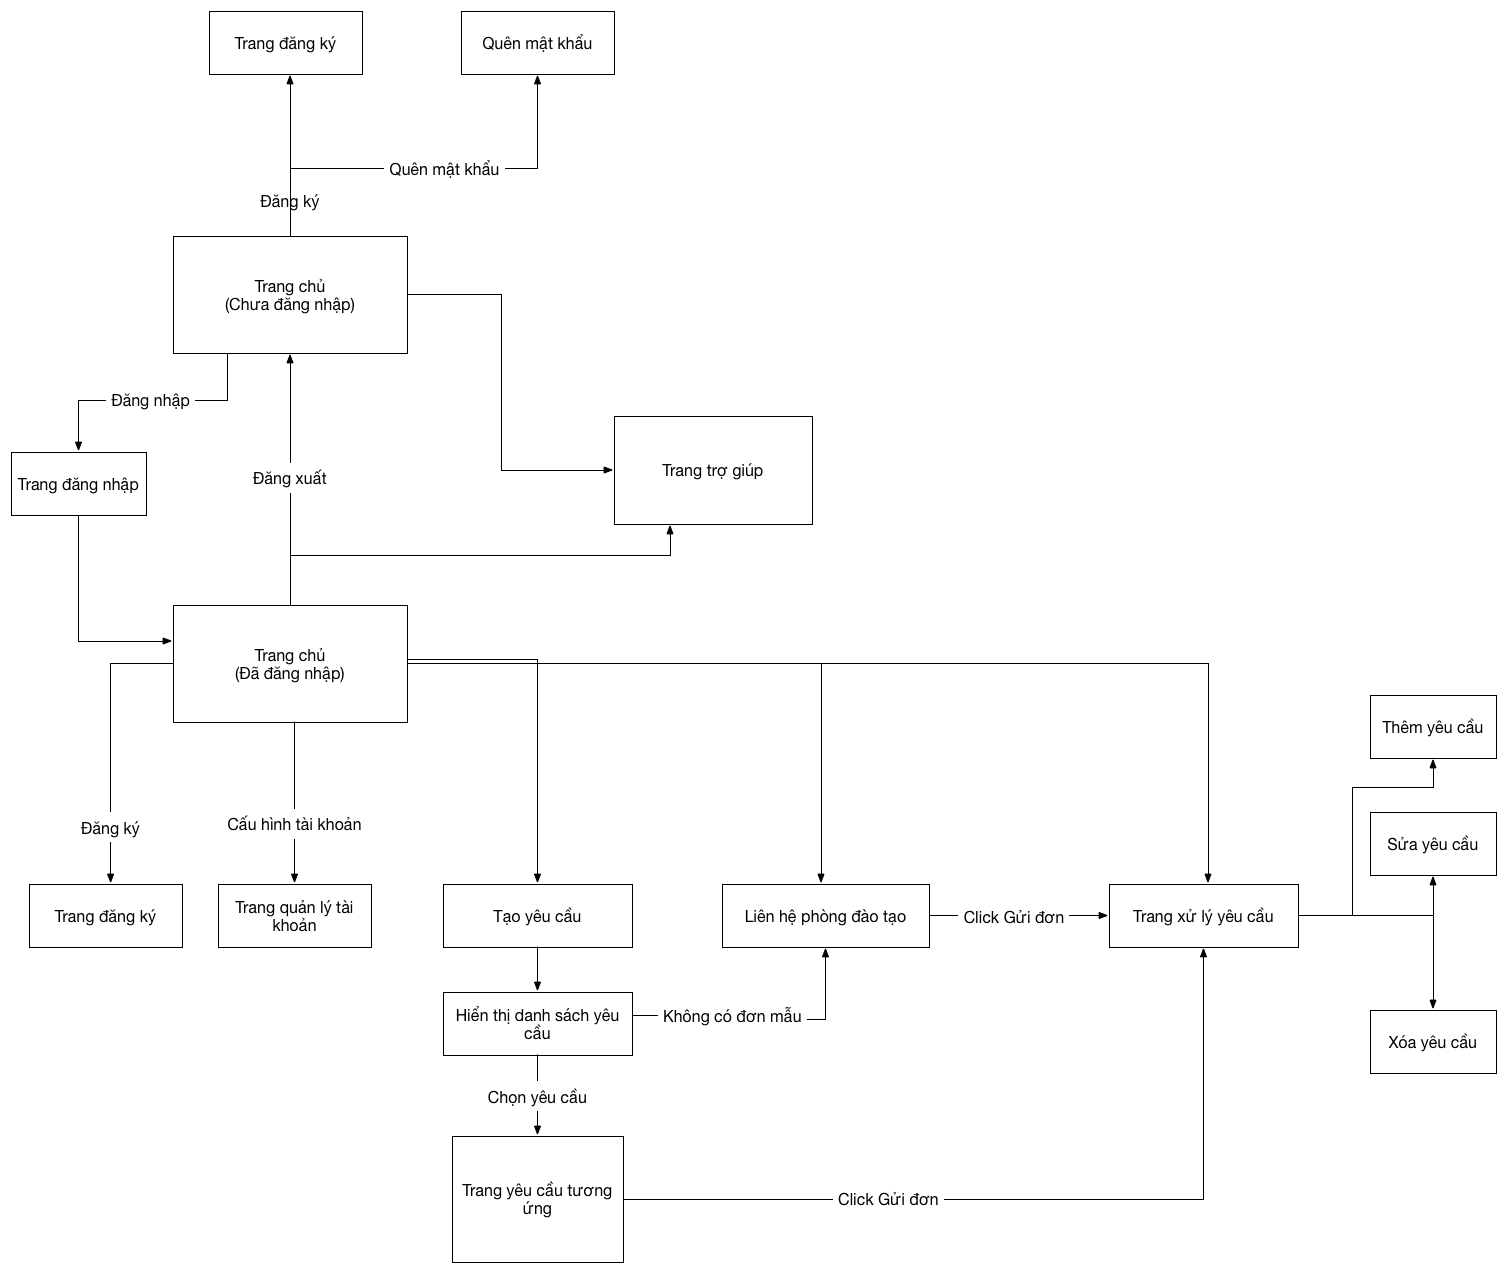 Trang đăng ký
Quên mật khẩu
Quên mật khẩu
Đăng ký
Trang chủ
(Chưa đăng nhập)
Đăng nhập
Trang đăng nhập
Đăng xuất
Trang trợ giúp
Trang chủ
(Đã đăng nhập)
Thêm yêu cầu
Đăng ký
Cấu hình tài khoản
Sửa yêu cầu
Trang đăng ký
Trang quản lý tài
khoản
Tạo yêu cầu
Liên hệ phòng đào tạo
Click Gửi đơn
Trang xử lý yêu cầu
Hiển thị danh sách yêu
cầu
Không có đơn mẫu
Xóa yêu cầu
Chọn yêu cầu
Trang yêu cầu tương
ứng
Click Gửi đơn